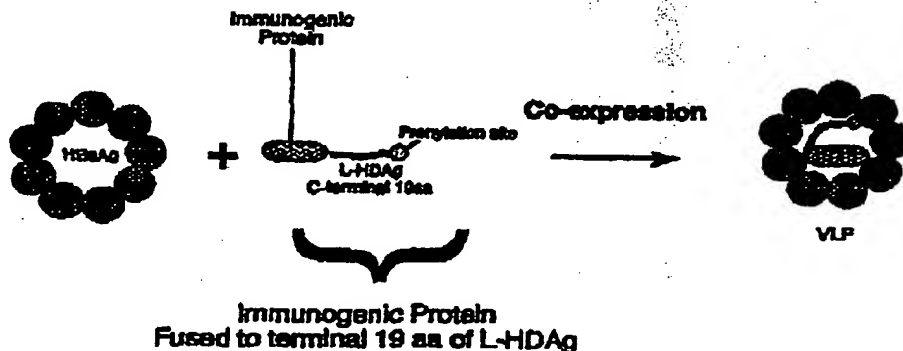 Immunogenic
Protein
HBsAg
+
Co-expression
Prenylation site
L-HDAg
C-terminal 19aa
VLP
Immunogenic Protein
Fused to terminal 19 aa of L-HDAg